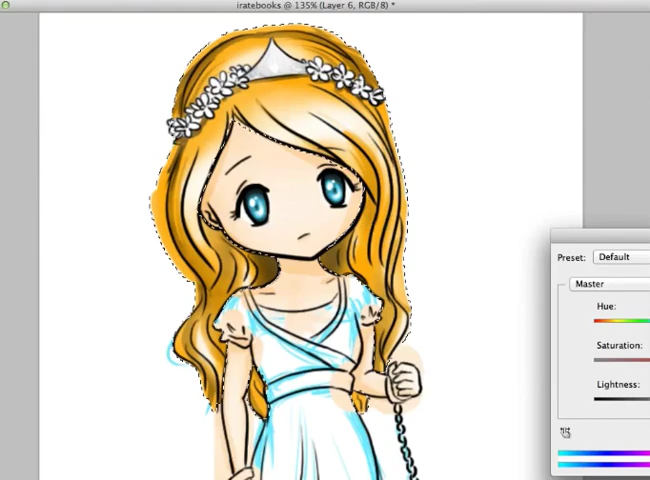 iratebooks @ 135% (Layer 6, RGB/8) *
Preset: Default
Master
Hue:
Saturation:
Lightness: